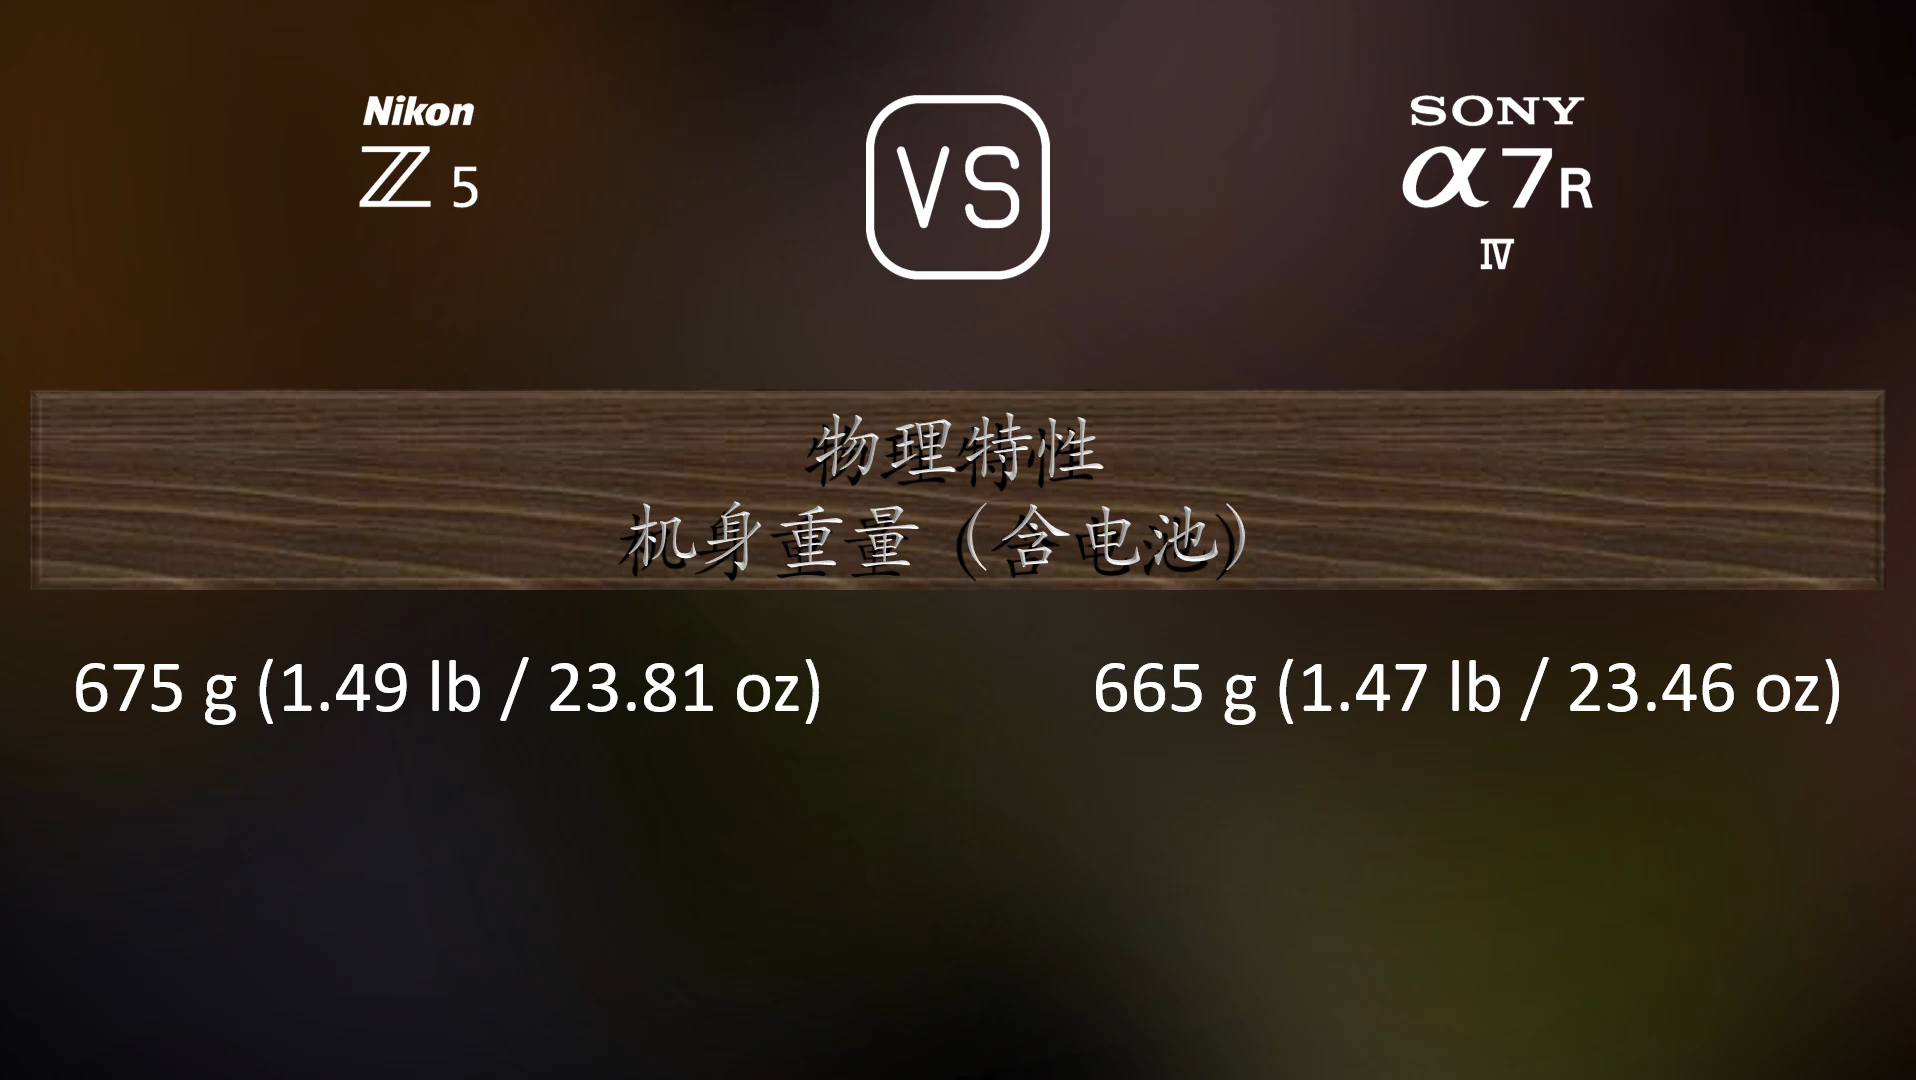 Nikon
Z 5
VS
SONY
α7R
IV
物理特性
机身重量（含电池）
675 g (1.49 lb / 23.81 oz)
665 g (1.47 lb / 23.46 oz)